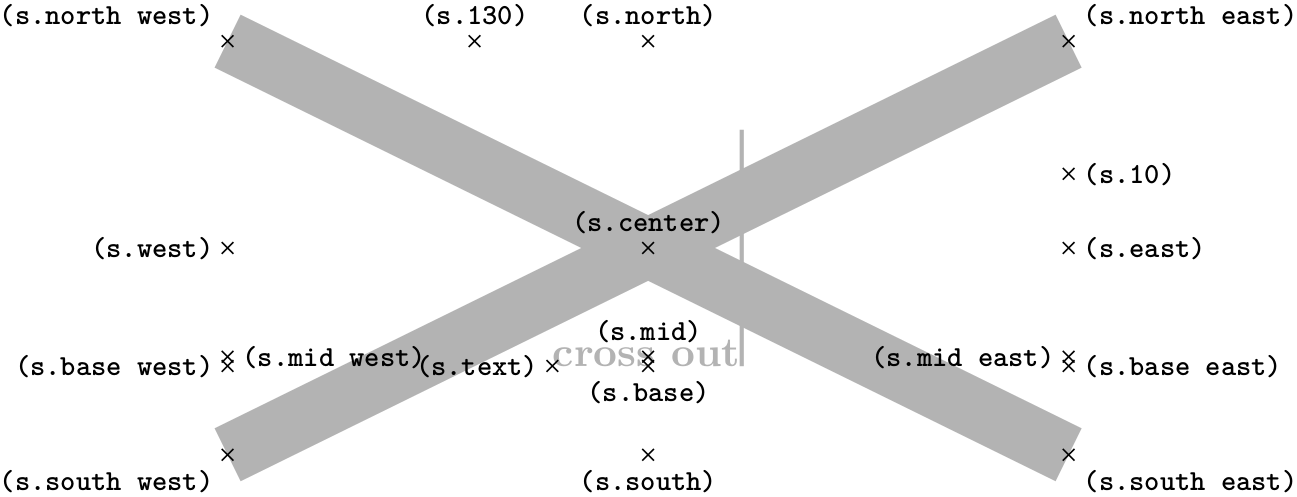 (s.north west) (s.130) (s.north) (s.north east)
(s.10)
(s.center)
(s.west) (s.east)
(s.mid)
cross out
(s.mid west) (s.mid east)
(s.base west) (s.text) (s.base east)
(s.base)
(s.south west) (s.south) (s.south east)